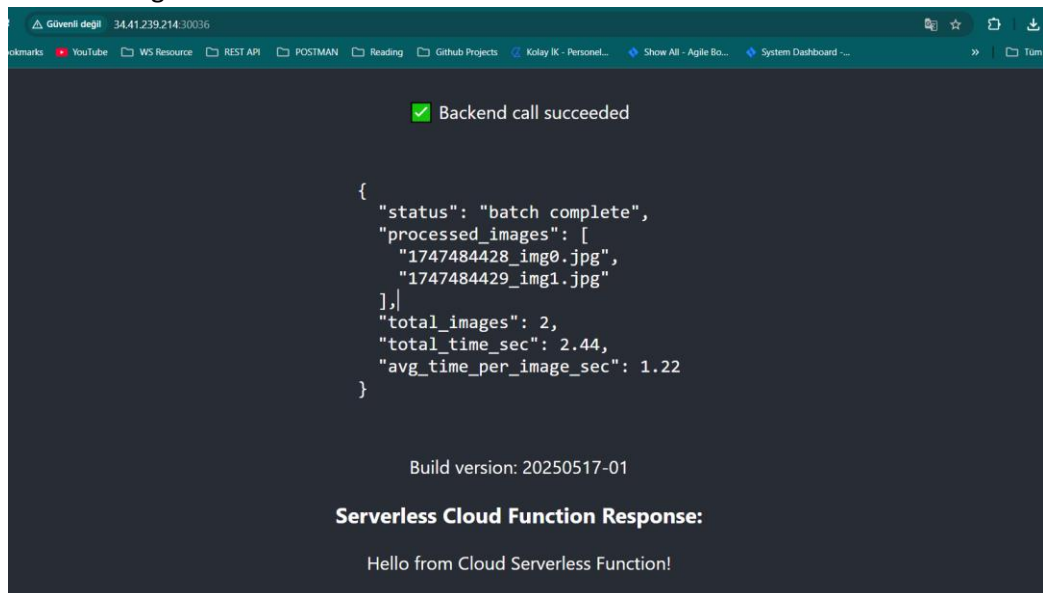 Güvenli değil 34.41.239.214:30036
ookmarks YouTube WS Resource REST API POSTMAN Reading Github Projects Kolay İK - Personel... Show All - Agile Bo... System Dashboard -... » Tüm
✅ Backend call succeeded
{
"status": "batch complete",
"processed_images": [
"1747484428_img0.jpg",
"1747484429_img1.jpg"
],
"total_images": 2,
"total_time_sec": 2.44,
"avg_time_per_image_sec": 1.22
}
Build version: 20250517-01
Serverless Cloud Function Response:
Hello from Cloud Serverless Function!